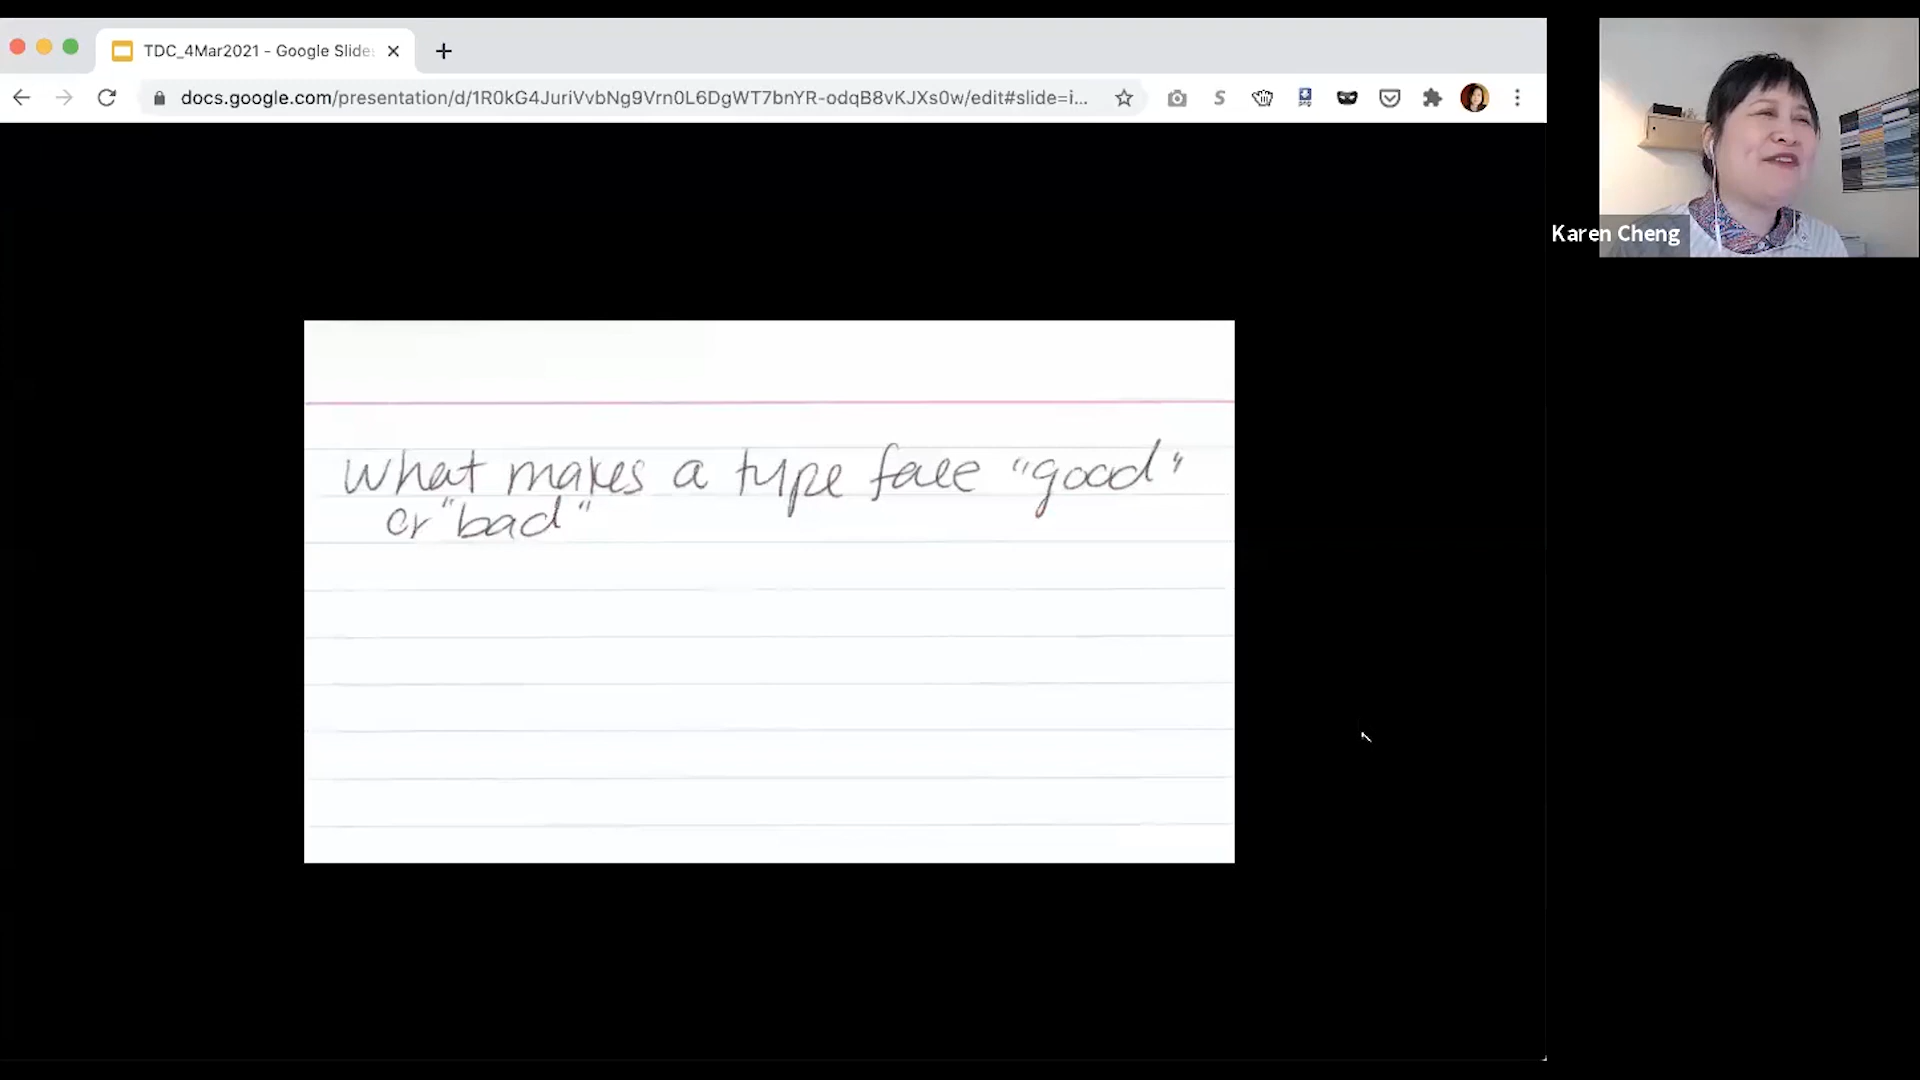 TDC_4Mar2021 - Google Slide
docs.google.com/presentation/d/1R0kG4JuriVvbNg9Vrn0L6DgWT7bnYR-odqB8vKJXs0w/edit#slide=i...
Karen Cheng
What makes a type face "good"
or "bad"